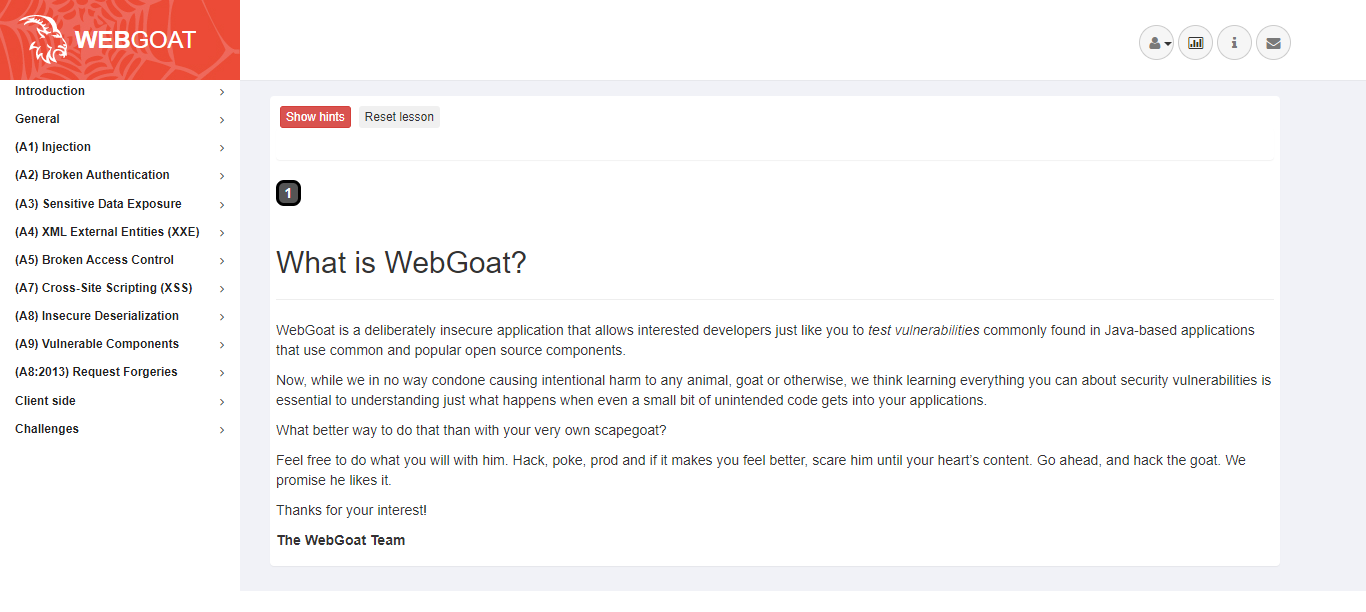 WEBGOAT
Introduction
General
(A1) Injection
(A2) Broken Authentication
(A3) Sensitive Data Exposure
(A4) XML External Entities (XXE)
(A5) Broken Access Control
(A7) Cross-Site Scripting (XSS)
(A8) Insecure Deserialization
(A9) Vulnerable Components
(A8:2013) Request Forgeries
Client side
Challenges
Show hints Reset lesson
1
What is WebGoat?
WebGoat is a deliberately insecure application that allows interested developers just like you to test vulnerabilities commonly found in Java-based applications
that use common and popular open source components.
Now, while we in no way condone causing intentional harm to any animal, goat or otherwise, we think learning everything you can about security vulnerabilities is
essential to understanding just what happens when even a small bit of unintended code gets into your applications.
What better way to do that than with your very own scapegoat?
Feel free to do what you will with him. Hack, poke, prod and if it makes you feel better, scare him until your heart’s content. Go ahead, and hack the goat. We
promise he likes it.
Thanks for your interest!
The WebGoat Team